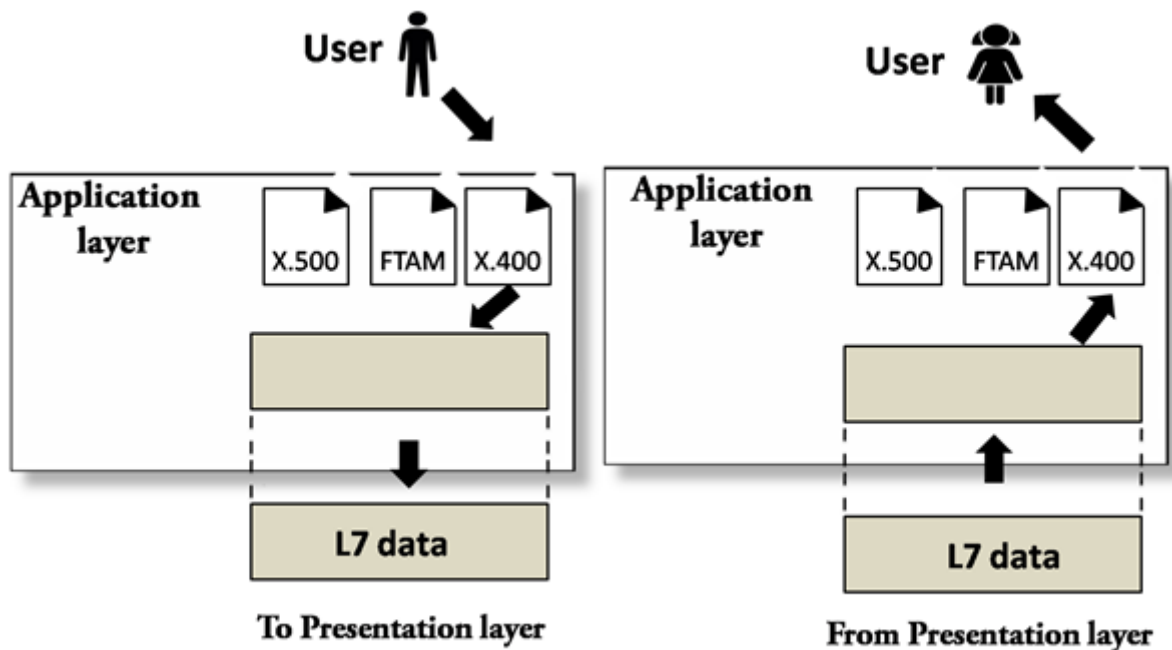 User
User
Application
layer
X.500
FTAM
X.400
L7 data
To Presentation layer
Application
layer
X.500
FTAM
X.400
L7 data
From Presentation layer